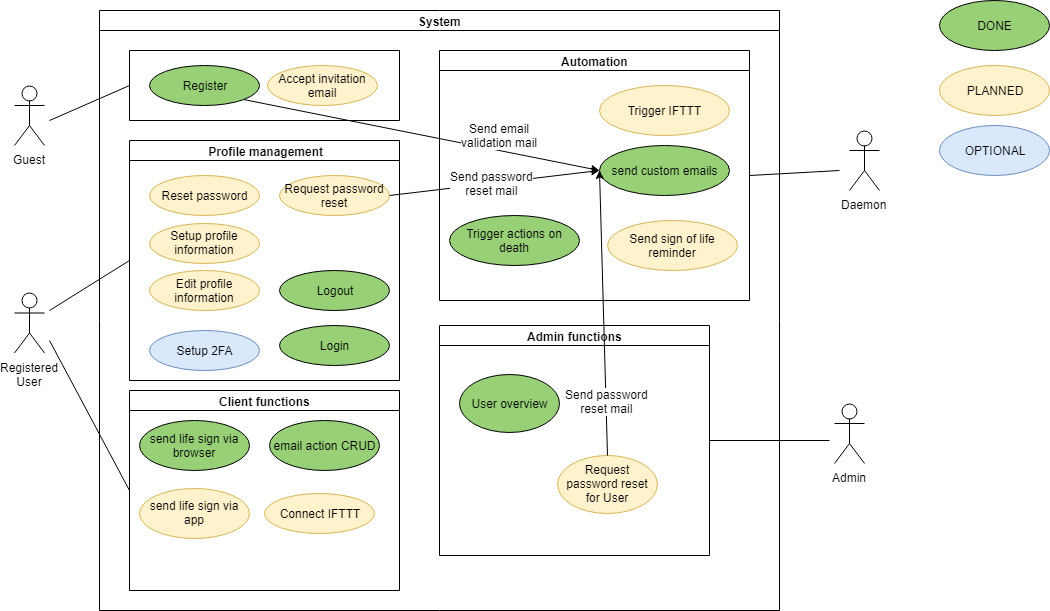 System
DONE
PLANNED
OPTIONAL
Register
Accept invitation
email
Guest
Profile management
Reset password
Request password
reset
Setup profile
information
Edit profile
information
Logout
Setup 2FA
Login
Registered
User
Client functions
send life sign via
browser
email action CRUD
send life sign via
app
Connect IFTTT
Automation
Trigger IFTTT
Send email
validation mail
Send password
reset mail
send custom emails
Trigger actions on
death
Send sign of life
reminder
Daemon
Admin functions
User overview
Send password
reset mail
Request
password reset
for User
Admin